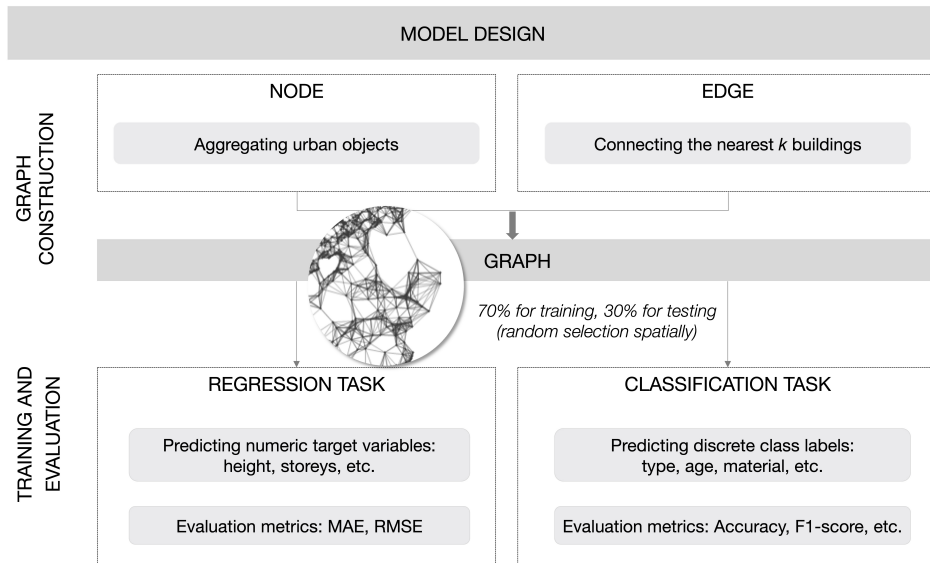 MODEL DESIGN
GRAPH
CONSTRUCTION
NODE
Aggregating urban objects
EDGE
Connecting the nearest k buildings
GRAPH
70% for training, 30% for testing
(random selection spatially)
TRAINING AND
EVALUATION
REGRESSION TASK
Predicting numeric target variables:
height, storeys, etc.
Evaluation metrics: MAE, RMSE
CLASSIFICATION TASK
Predicting discrete class labels:
type, age, material, etc.
Evaluation metrics: Accuracy, F1-score, etc.